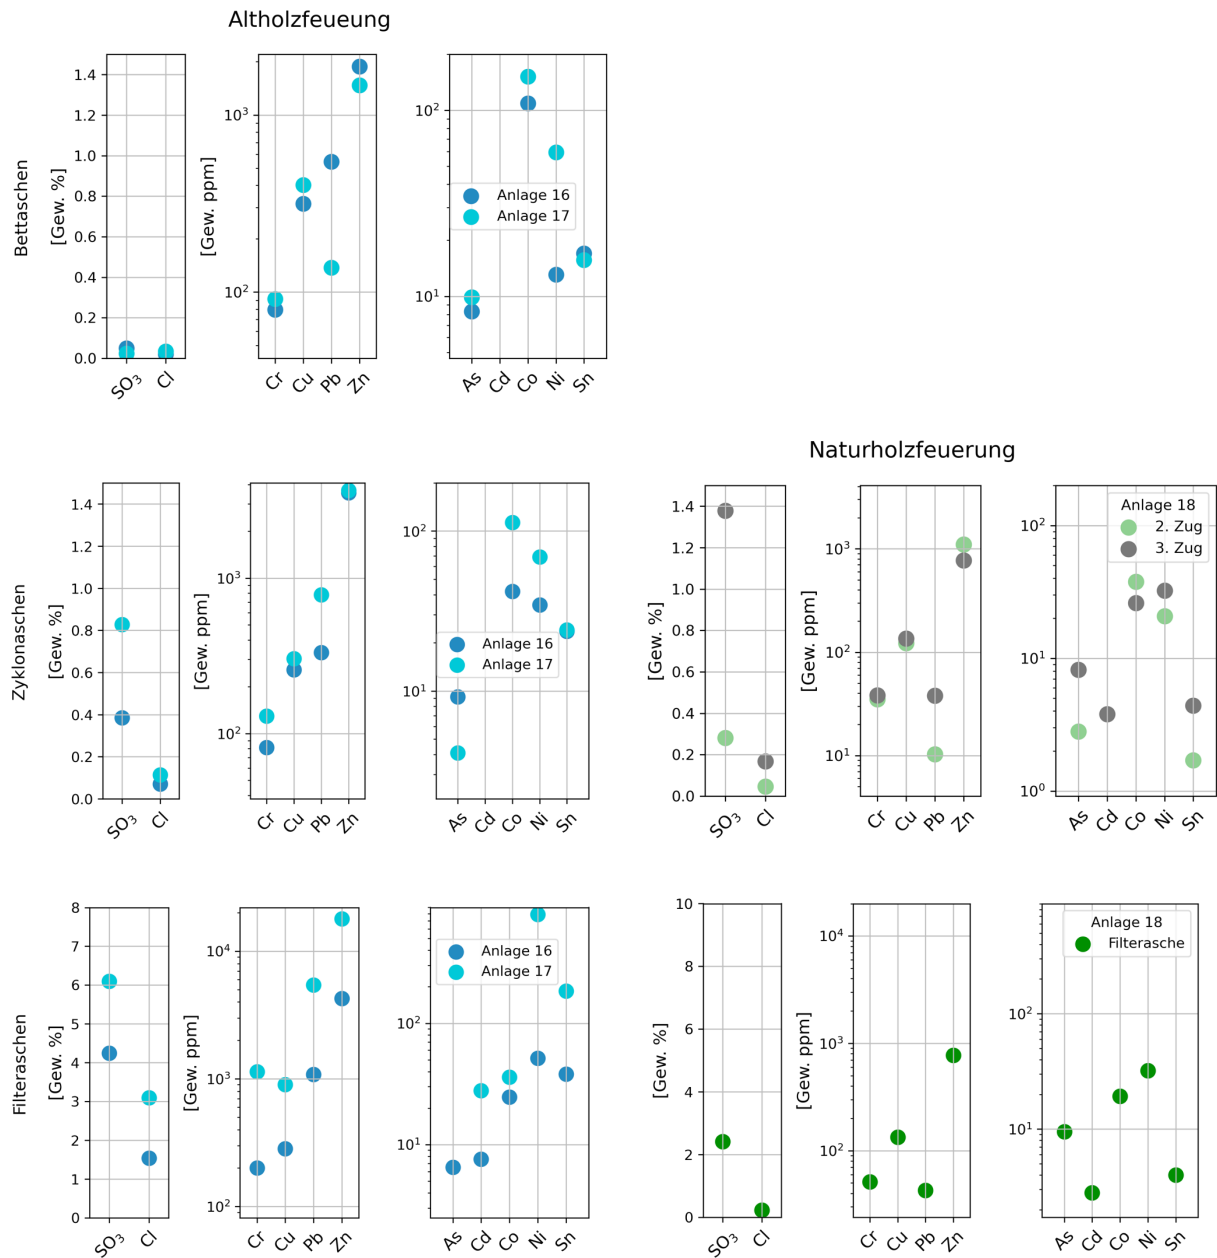 Altholzfeueung
Bettaschen
[Gew. %]
1.4
1.2
1.0
0.8
0.6
0.4
0.2
0.0
SO₃
Cl
[Gew. ppm]
10³
10²
Cr
Cu
Pb
Zn
10²
10¹
Anlage 16
Anlage 17
As
Cd
Co
Ni
Sn
Naturholzfeuerung
Zyklonaschen
[Gew. %]
1.4
1.2
1.0
0.8
0.6
0.4
0.2
0.0
SO₃
Cl
[Gew. ppm]
10³
10²
Cr
Cu
Pb
Zn
10²
10¹
Anlage 16
Anlage 17
As
Cd
Co
Ni
Sn
[Gew. %]
1.4
1.2
1.0
0.8
0.6
0.4
0.2
0.0
SO₃
Cl
[Gew. ppm]
10³
10²
10¹
Cr
Cu
Pb
Zn
10²
10¹
10⁰
Anlage 18
2. Zug
3. Zug
As
Cd
Co
Ni
Sn
Filteraschen
[Gew. %]
8
7
6
5
4
3
2
1
0
SO₃
Cl
[Gew. ppm]
10⁴
10³
10²
Cr
Cu
Pb
Zn
10²
10¹
Anlage 16
Anlage 17
As
Cd
Co
Ni
Sn
[Gew. %]
10
8
6
4
2
0
SO₃
Cl
[Gew. ppm]
10⁴
10³
10²
Cr
Cu
Pb
Zn
10²
10¹
Anlage 18
Filterasche
As
Cd
Co
Ni
Sn